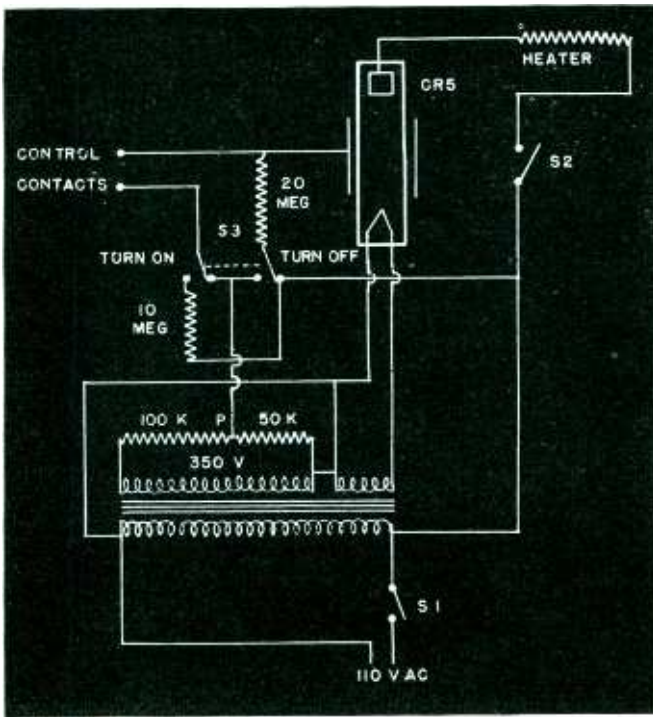 HEATER
GR5
S2
CONTROL
CONTACTS
20
MEG
S3
TURN ON
TURN OFF
10
MEG
100 K P 50 K
350 V
S1
110 V AC